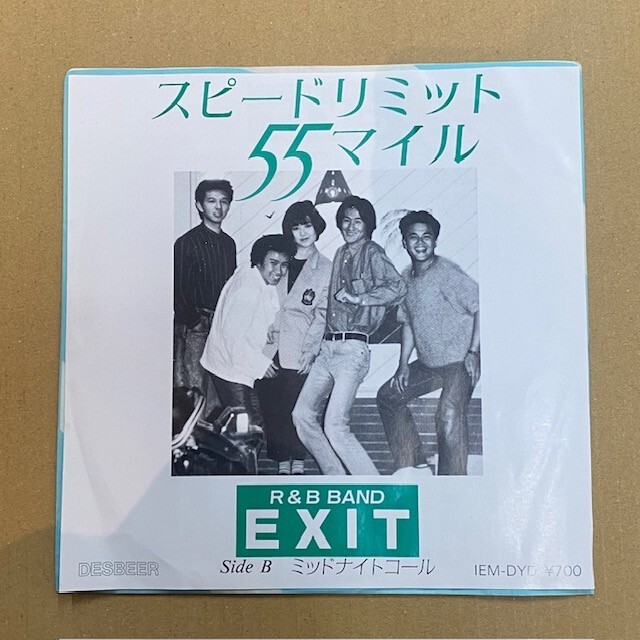 スピードリミット
55マイル
R&B BAND
EXIT
Side B ミッドナイトコール
DESBEER
IEM-DYD ¥700